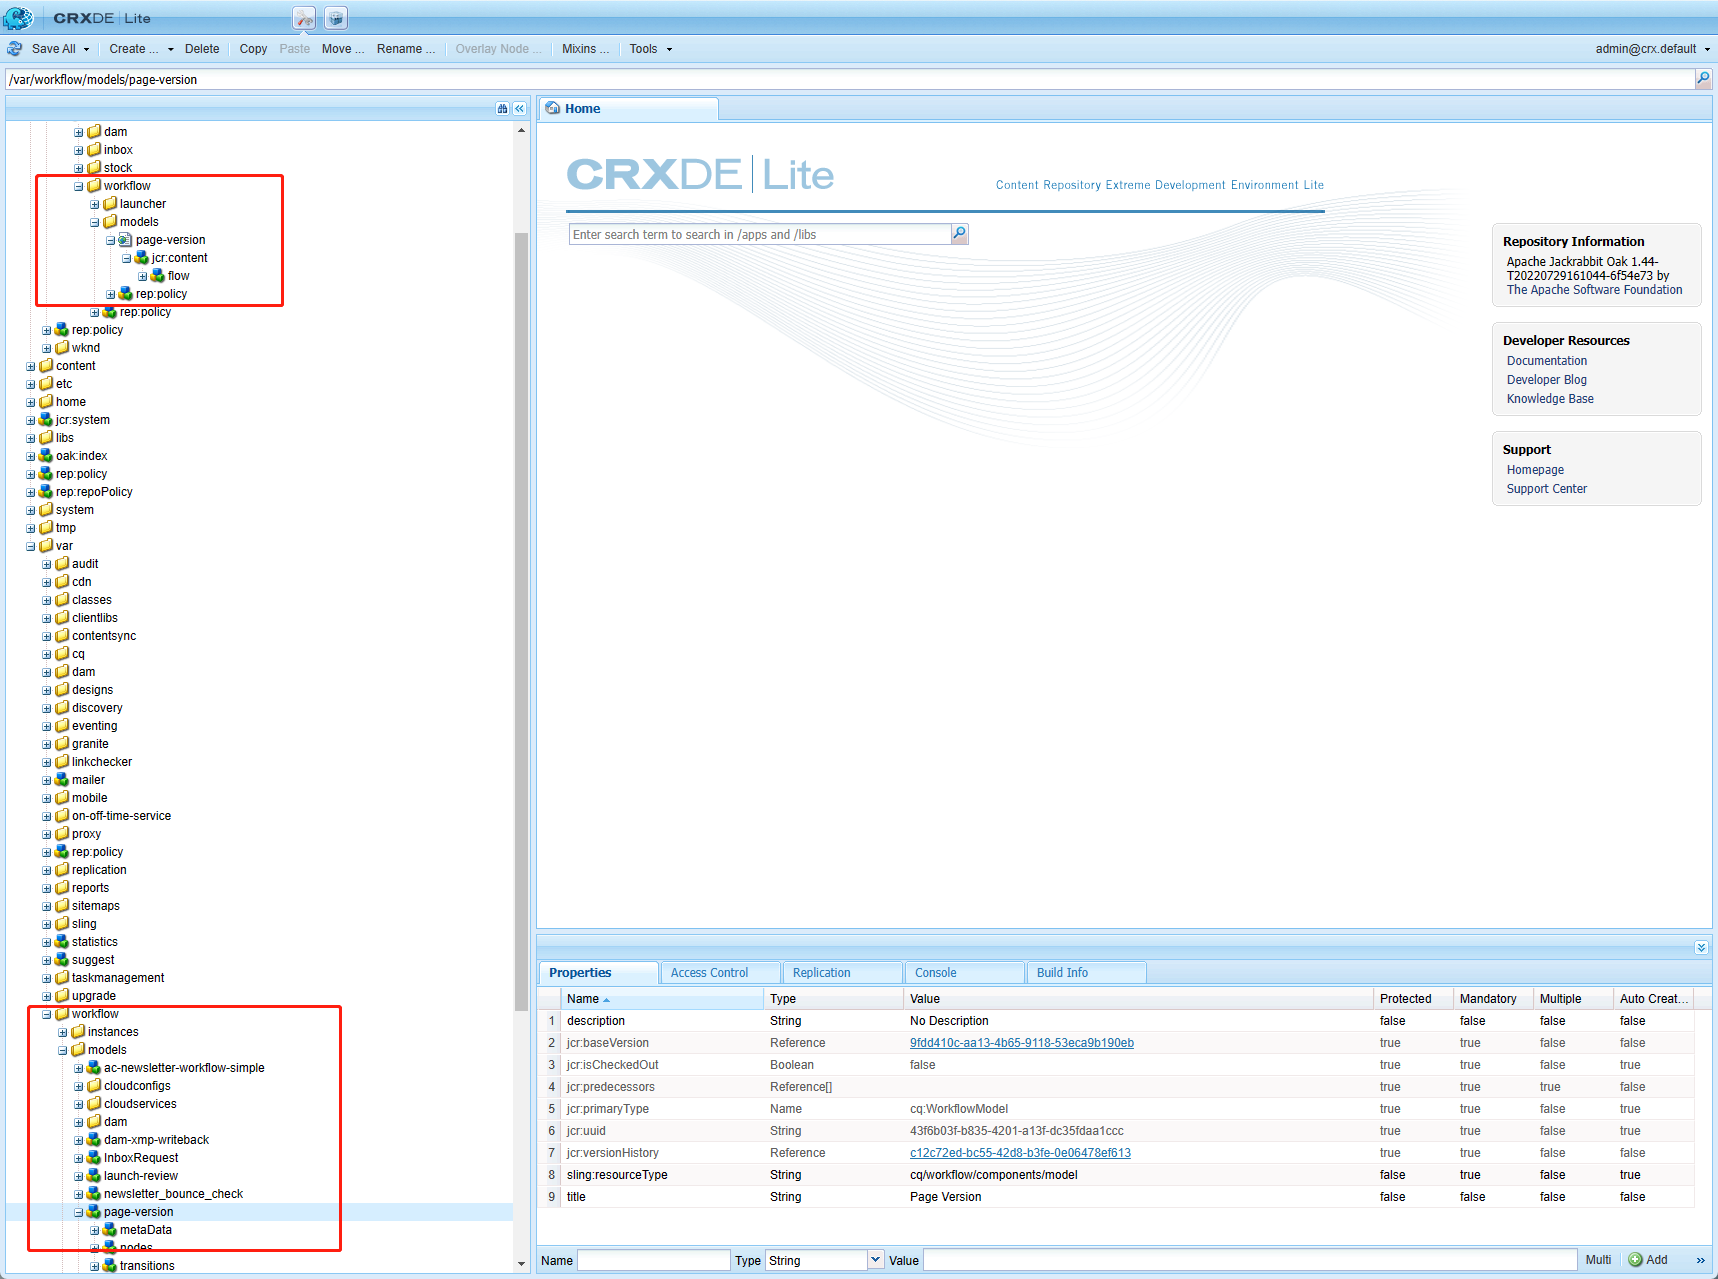 CRXDE | Lite
Save All Create ... Delete Copy Paste Move ... Rename ... Overlay Node ... Mixins ... Tools admin@crx.default
/var/workflow/models/page-version
dam
inbox
stock
workflow
launcher
models
page-version
jcr:content
flow
rep:policy
rep:policy
rep:policy
wknd
content
etc
home
jcr:system
libs
oak:index
rep:policy
rep:repoPolicy
system
tmp
var
audit
cdn
classes
clientlibs
contentsync
cq
dam
designs
discovery
eventing
granite
linkchecker
mailer
mobile
on-off-time-service
proxy
rep:policy
replication
reports
sitemaps
sling
statistics
suggest
taskmanagement
upgrade
workflow
instances
models
ac-newsletter-workflow-simple
cloudconfigs
cloudservices
dam
dam-xmp-writeback
InboxRequest
launch-review
newsletter_bounce_check
page-version
metaData
nodes
transitions
Home
CRXDE | Lite
Content Repository Extreme Development Environment Lite
Enter search term to search in /apps and /libs
Repository Information
Apache Jackrabbit Oak 1.44-
T20220729161044-6f54e73 by
The Apache Software Foundation
Developer Resources
Documentation
Developer Blog
Knowledge Base
Support
Homepage
Support Center
Properties Access Control Replication Console Build Info
Name Type Value Protected Mandatory Multiple Auto Creat...
1 description String No Description false false false false
2 jcr:baseVersion Reference 9fdd410c-aa13-4b65-9118-53eca9b190eb true true false false
3 jcr:isCheckedOut Boolean false true true false true
4 jcr:predecessors Reference[] true true true false
5 jcr:primaryType Name cq:WorkflowModel true true false true
6 jcr:uuid String 43f6b03f-b835-4201-a13f-dc35fdaa1ccc true true false true
7 jcr:versionHistory Reference c12c72ed-bc55-42d8-b3fe-0e06478ef613 true true false false
8 sling:resourceType String cq/workflow/components/model false true false true
9 title String Page Version false false false false
Name Type String Value Multi Add »